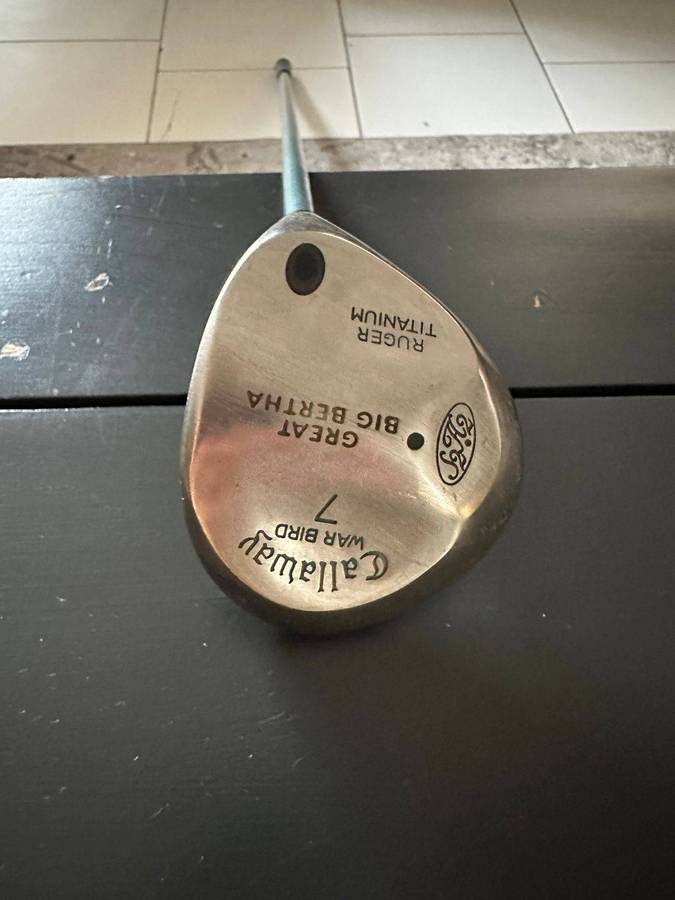 Callaway
WAR BIRD
7
GREAT
BIG BERTHA
RUGER
TITANIUM